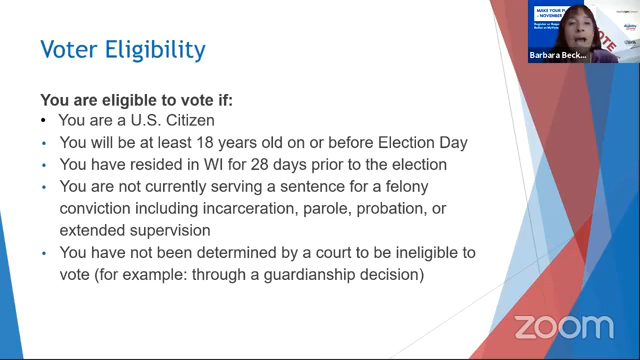 Voter Eligibility
You are eligible to vote if:
• You are a U.S. Citizen
• You will be at least 18 years old on or before Election Day
• You have resided in WI for 28 days prior to the election
• You are not currently serving a sentence for a felony
conviction including incarceration, parole, probation, or
extended supervision
• You have not been determined by a court to be ineligible to
vote (for example: through a guardianship decision)
MAKE YOUR
- NOVEMBER
Barbara Beck...
zoom